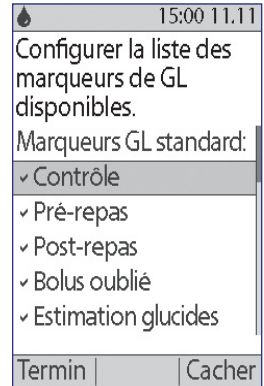 15:00 11.11
Configurer la liste des
marqueurs de GL
disponibles.
Marqueurs GL standard:
Contrôle
Pré-repas
Post-repas
Bolus oublié
Estimation glucides
Termin
Cacher